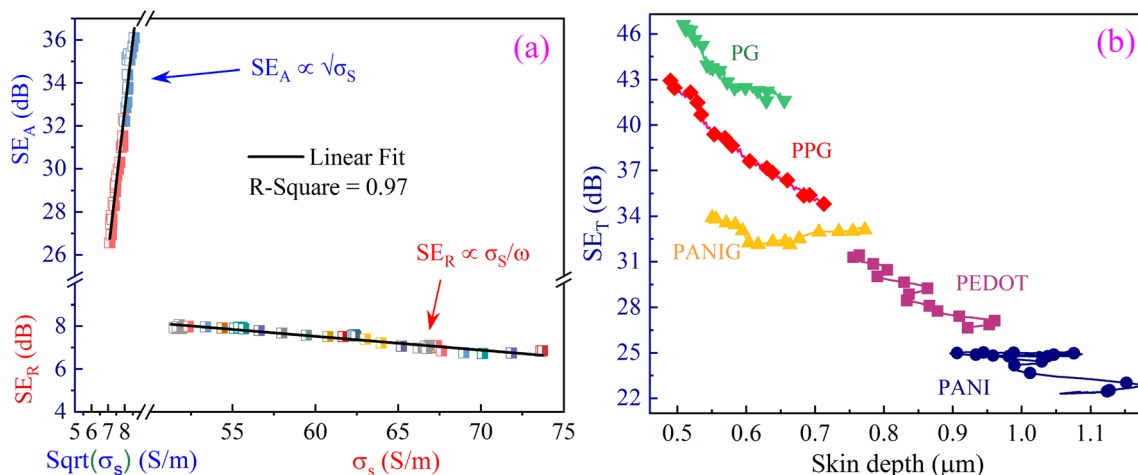 (a)
SE_A ∝ √σ_S
Linear Fit
R-Square = 0.97
SE_R ∝ σ_S/ω
SE_A (dB)
36
34
32
30
28
26
SE_R (dB)
8
6
4
5 6 7 8 55 60 65 70 75
Sqrt(σ_s) (S/m) σ_s (S/m)
(b)
PG
PPG
PANIG
PEDOT
PANI
SE_T (dB)
46
43
40
37
34
31
28
25
22
0.5 0.6 0.7 0.8 0.9 1.0 1.1
Skin depth (μm)